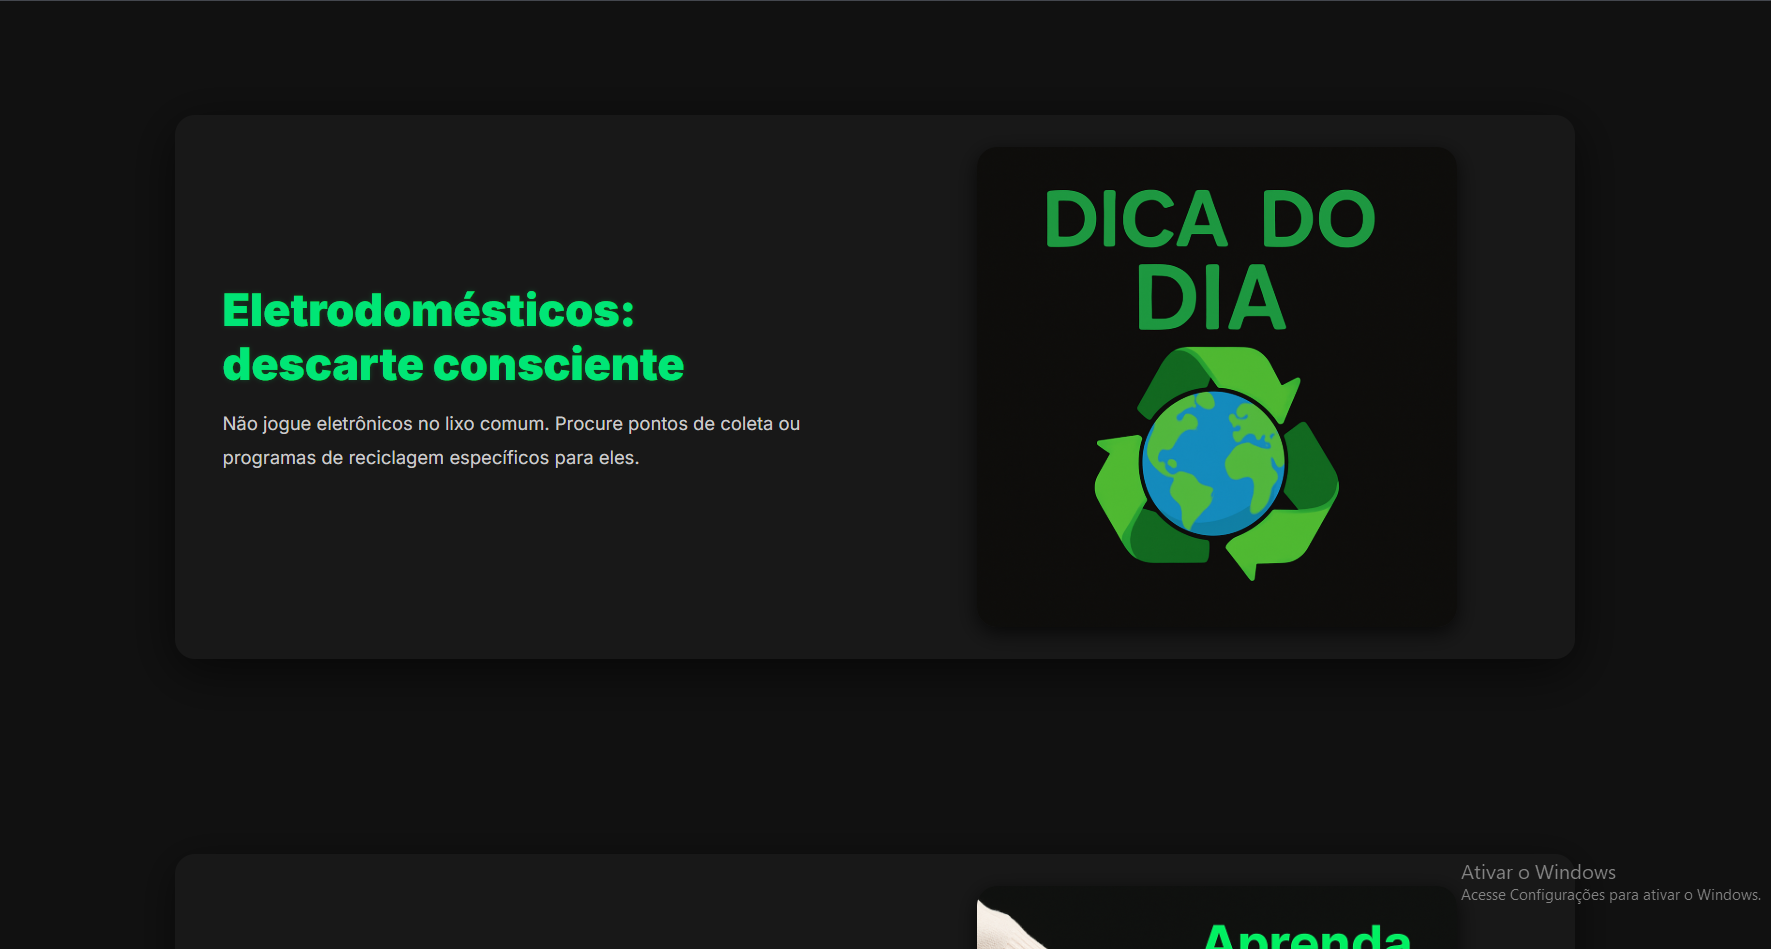 Eletrodomésticos:
descarte consciente
Não jogue eletrônicos no lixo comum. Procure pontos de coleta ou
programas de reciclagem específicos para eles.
DICA DO
DIA
Aprenda
Ativar o Windows
Acesse Configurações para ativar o Windows.